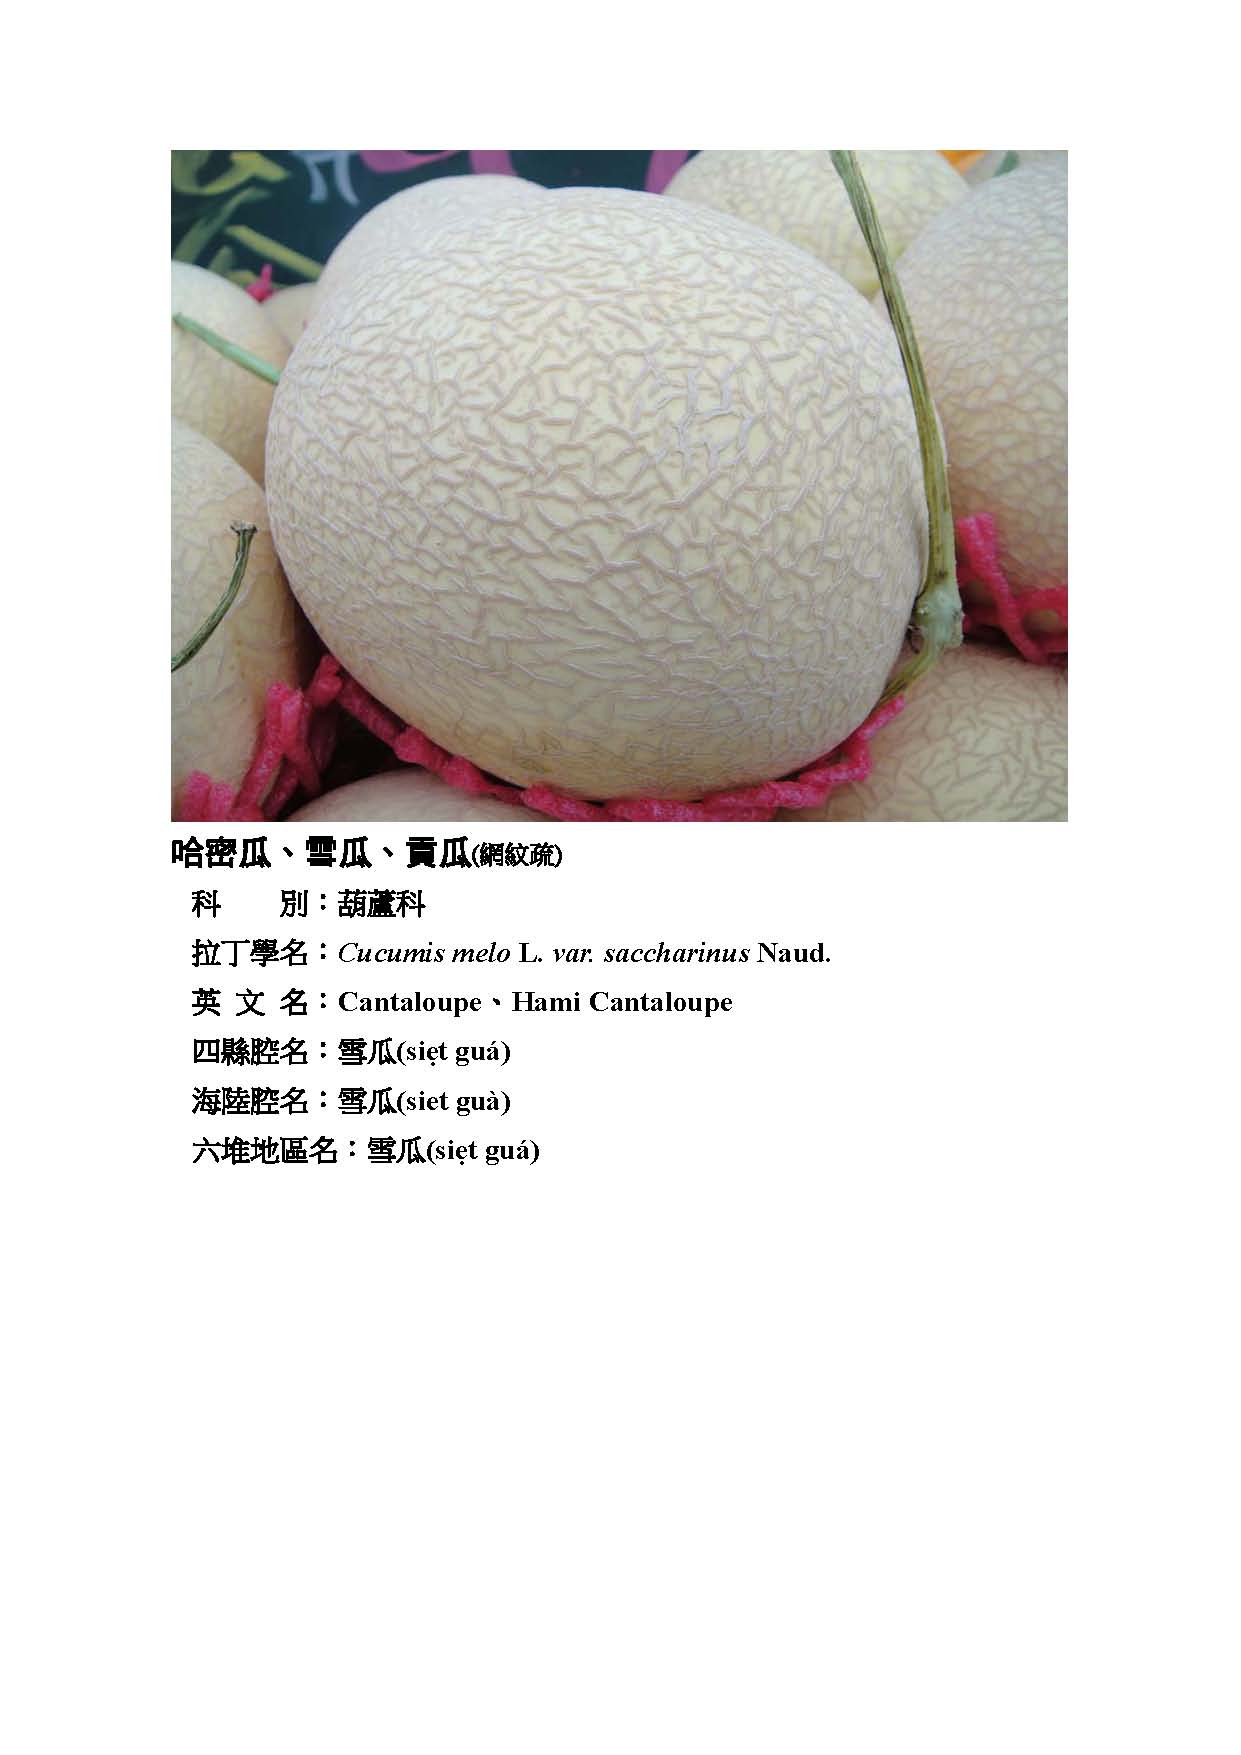 哈密瓜、雪瓜、貢瓜(網紋疏)
科　　別：葫蘆科
拉丁學名：Cucumis melo L. var. saccharinus Naud.
英 文 名：Cantaloupe、Hami Cantaloupe
四縣腔名：雪瓜(siẹt guá)
海陸腔名：雪瓜(siet guà)
六堆地區名：雪瓜(siẹt guá)